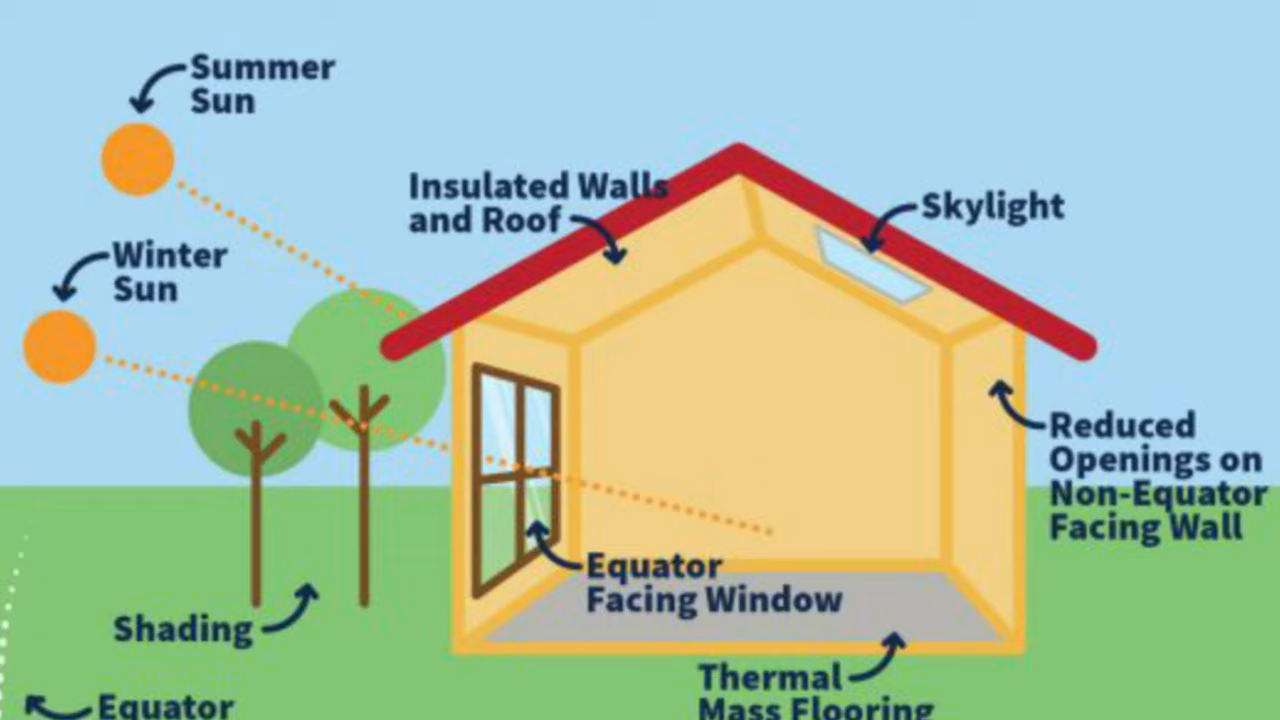 Summer
Sun
Winter
Sun
Insulated Walls
and Roof
Skylight
Reduced
Openings on
Non-Equator
Facing Wall
Equator
Facing Window
Shading
Thermal
Mass Flooring
Equator